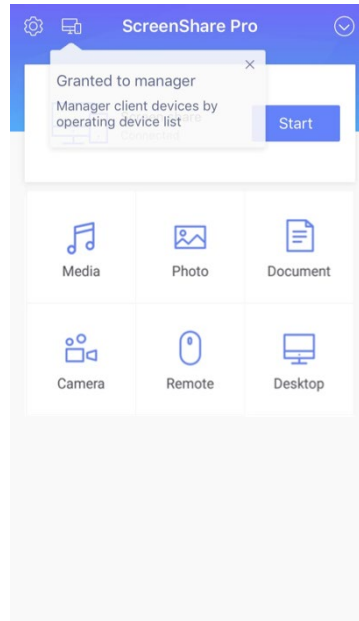 ScreenShare Pro
Granted to manager
Manager client devices by
operating device list
Connected
Start
Media
Photo
Document
Camera
Remote
Desktop